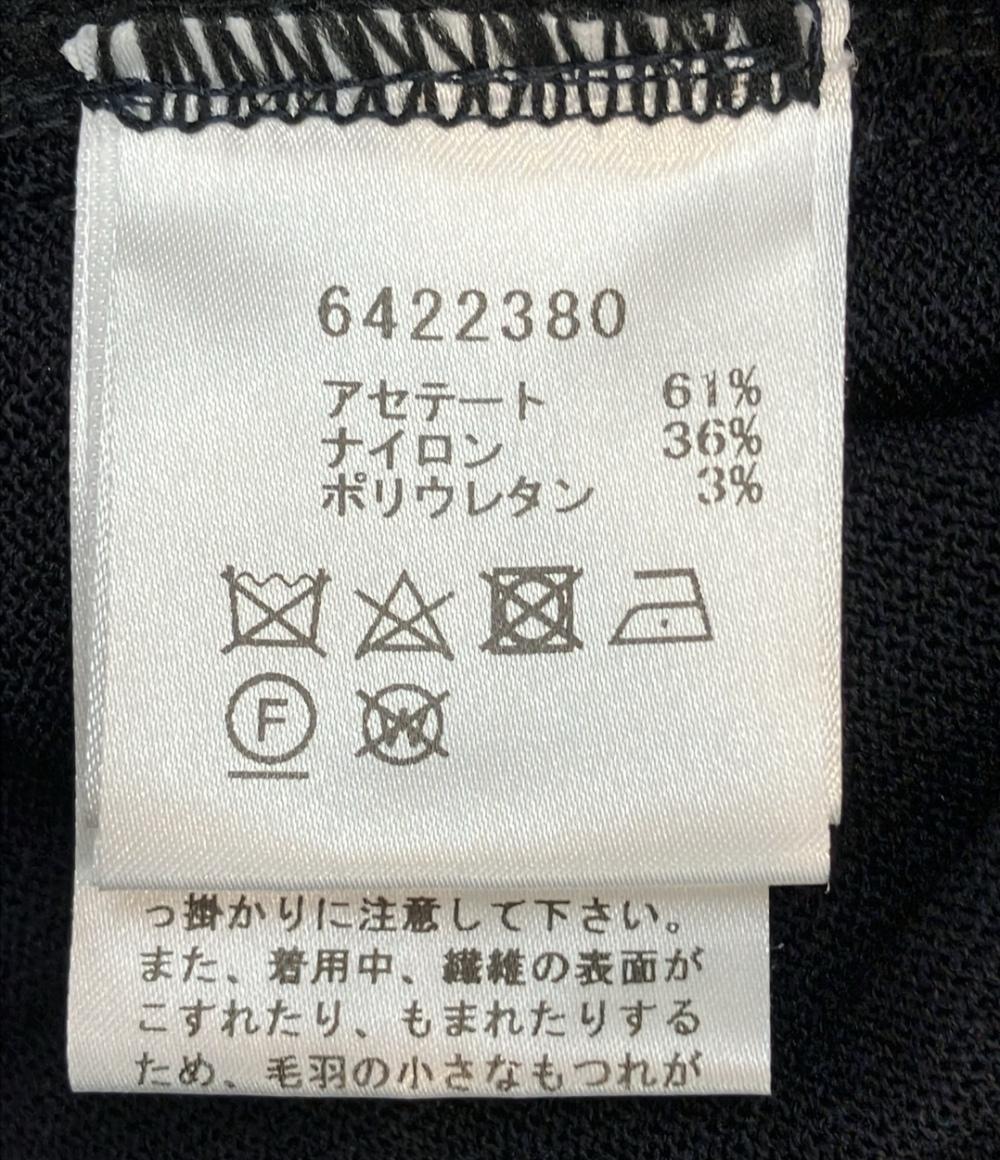 6422380
アセテート 61%
ナイロン 36%
ポリウレタン 3%
F W
っ掛かりに注意して下さい。
また、着用中、繊維の表面が
こすれたり、もまれたりする
ため、毛羽の小さなもつれが